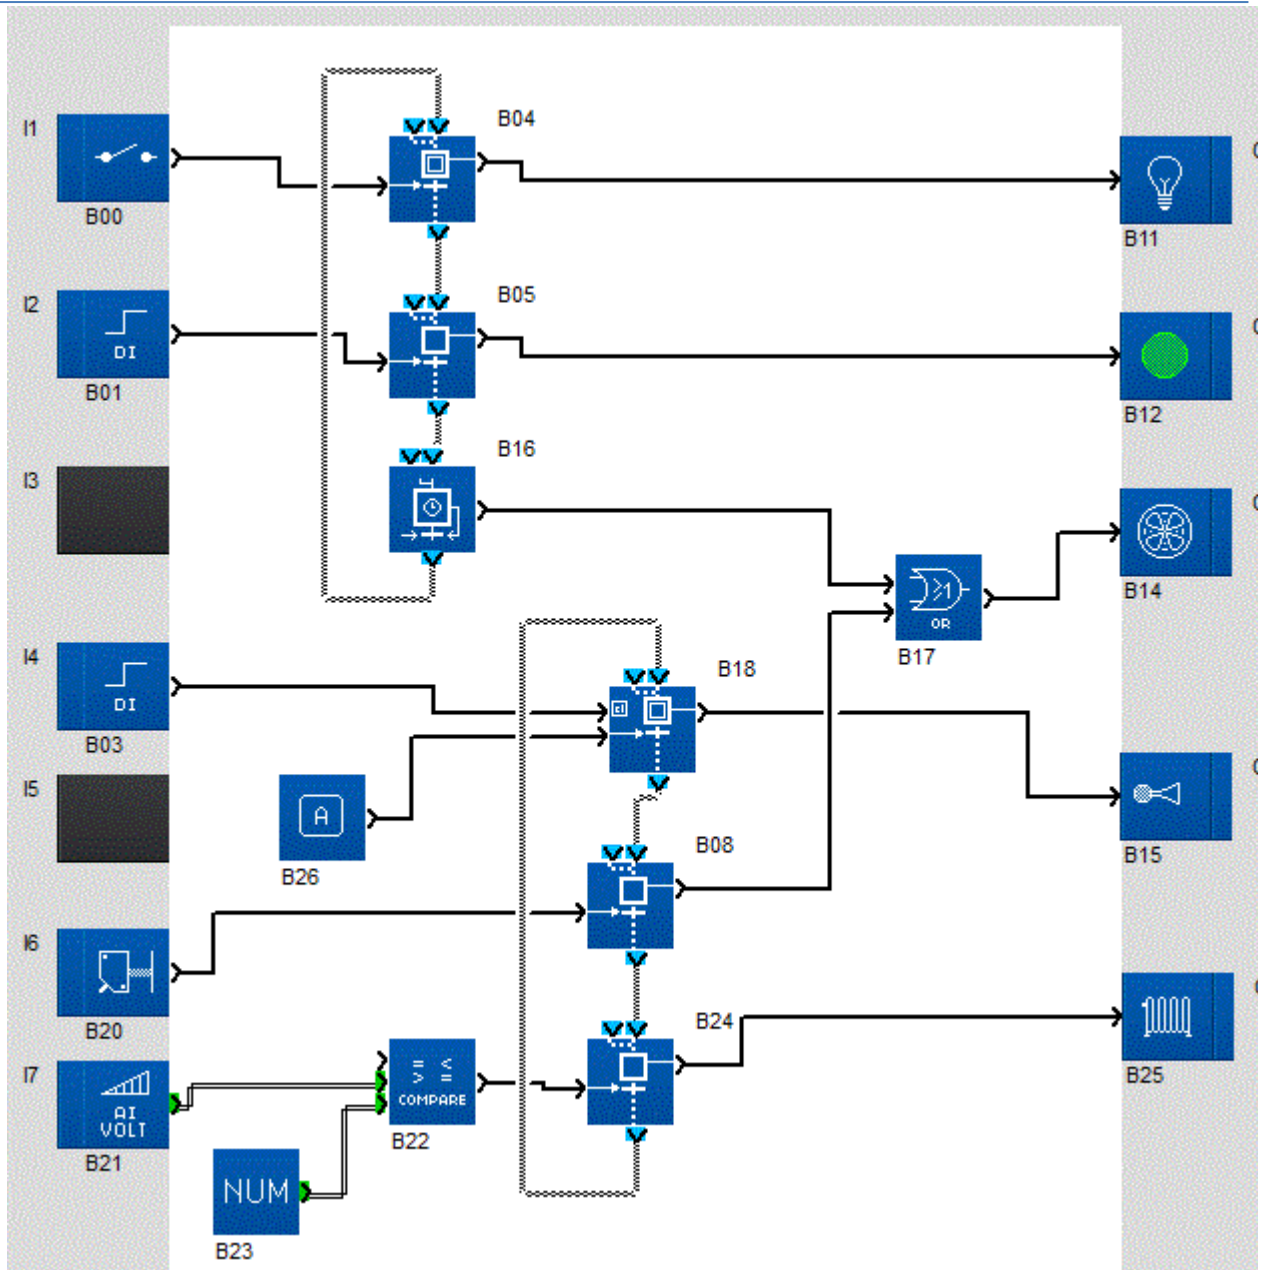 I1
B00
B04
B11
I2
DI
B01
B05
B12
I3
B16
B14
≥1
OR
B17
I4
DI
B03
B18
I5
A
B26
B08
B15
I6
B20
B24
B25
I7
AI
VOLT
B21
= <
> =
COMPARE
B22
NUM
B23